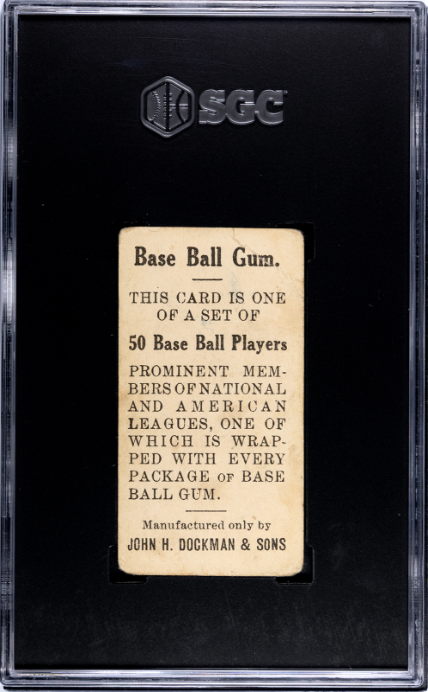 SGC
Base Ball Gum.
THIS CARD IS ONE
OF A SET OF
50 Base Ball Players
PROMINENT MEM-
BERS OF NATIONAL
AND AMERICAN
LEAGUES, ONE OF
WHICH IS WRAP-
PED WITH EVERY
PACKAGE OF BASE
BALL GUM.
Manufactured only by
JOHN H. DOCKMAN & SONS